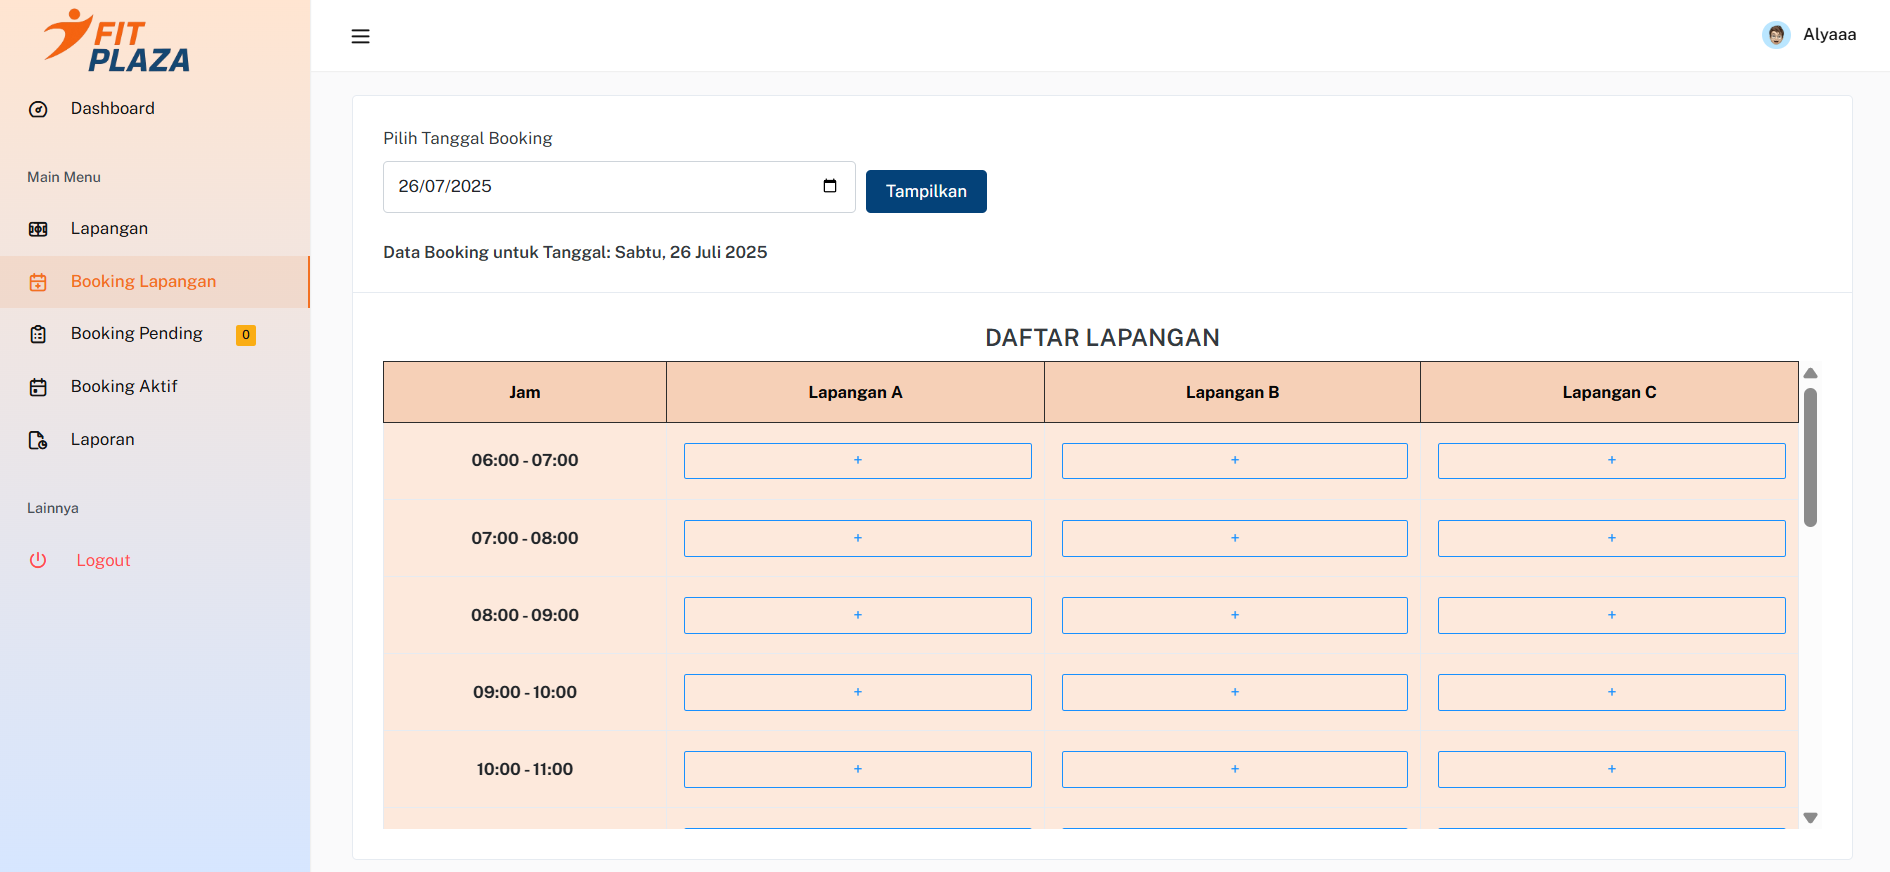 FIT
PLAZA
Dashboard
Main Menu
Lapangan
Booking Lapangan
Booking Pending 0
Booking Aktif
Laporan
Lainnya
Logout
Alyaaa
Pilih Tanggal Booking
26/07/2025
Tampilkan
Data Booking untuk Tanggal: Sabtu, 26 Juli 2025
DAFTAR LAPANGAN
Jam Lapangan A Lapangan B Lapangan C
06:00 - 07:00 + + +
07:00 - 08:00 + + +
08:00 - 09:00 + + +
09:00 - 10:00 + + +
10:00 - 11:00 + + +